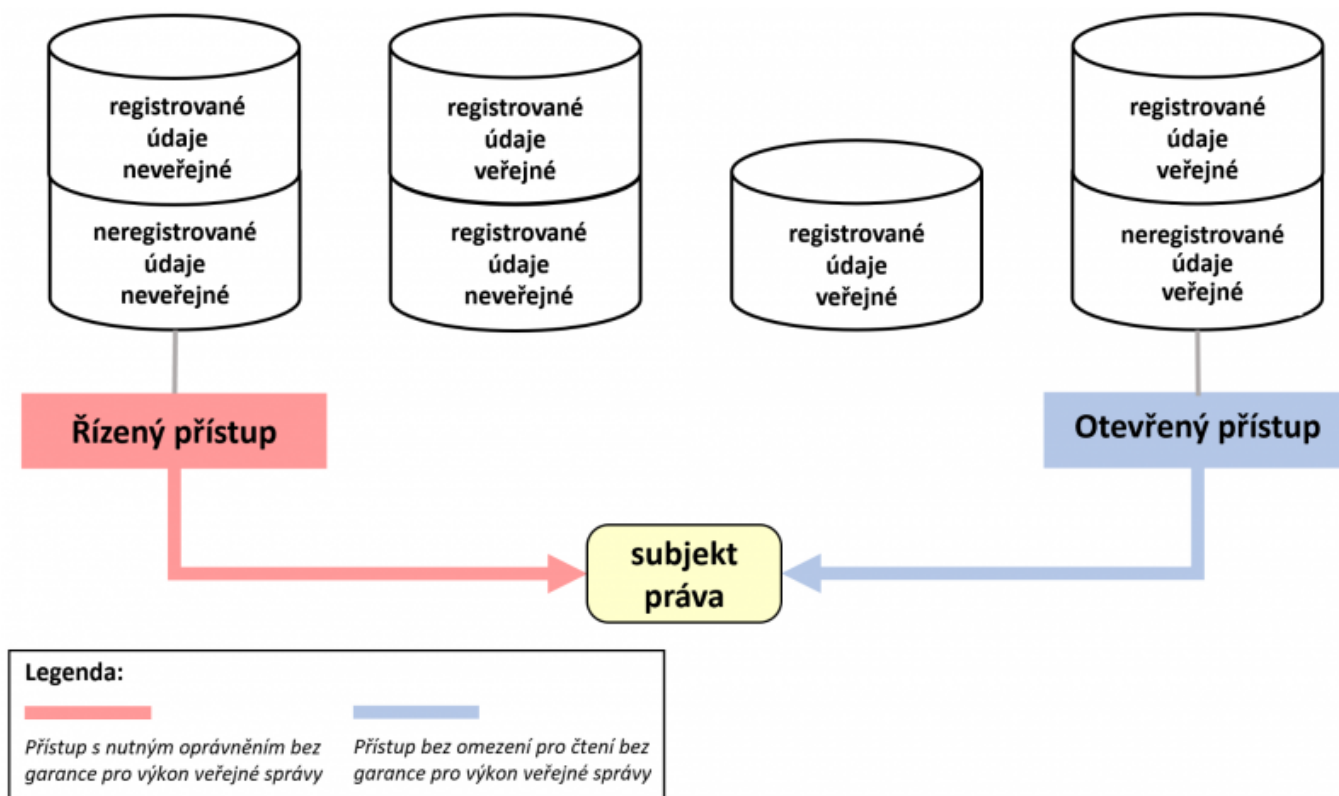 registrované
údaje
neveřejné
neregistrované
údaje
neveřejné
registrované
údaje
veřejné
registrované
údaje
neveřejné
registrované
údaje
veřejné
registrované
údaje
veřejné
neregistrované
údaje
veřejné
Řízený přístup
Otevřený přístup
subjekt
práva
Legenda:
Přístup s nutným oprávněním bez
garance pro výkon veřejné správy
Přístup bez omezení pro čtení bez
garance pro výkon veřejné správy